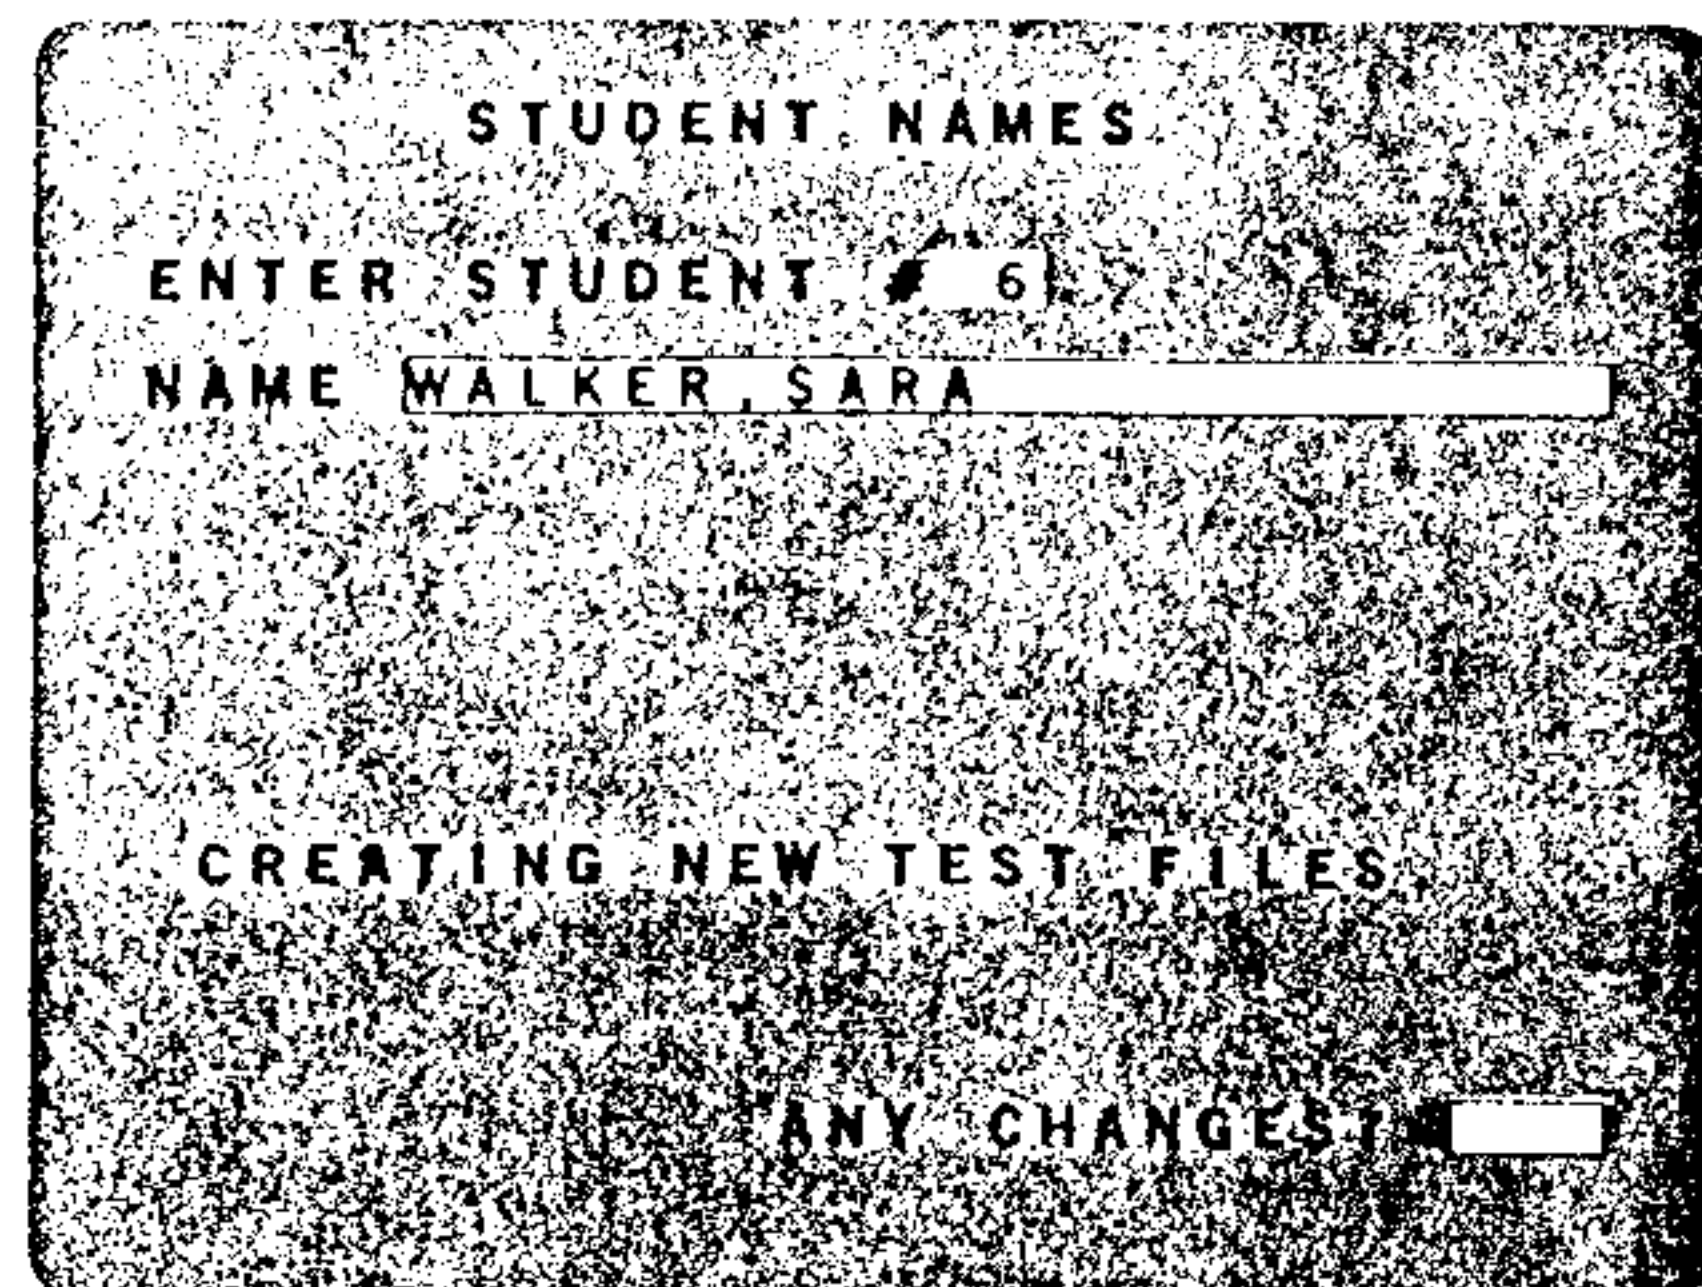 STUDENT NAMES
ENTER STUDENT # 6
NAME WALKER,SARA
CREATING NEW TEST FILES.
ANY CHANGES?